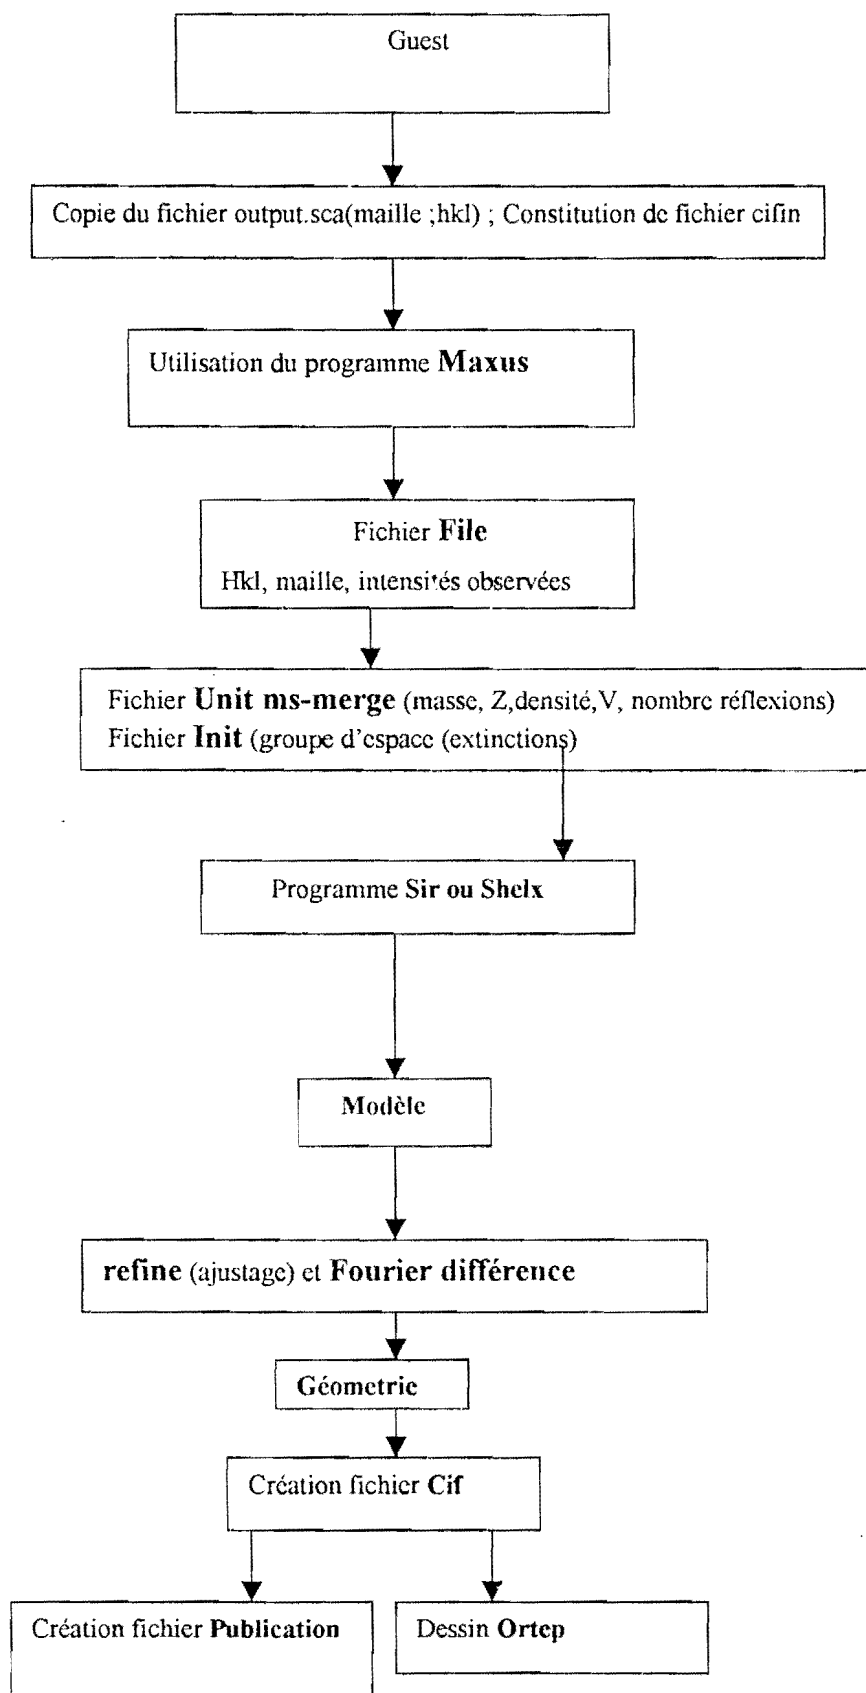 Guest
Copie du fichier output.sca(maille ;hkl) ; Constitution de fichier cifin
Utilisation du programme Maxus
Fichier File
Hkl, maille, intensités observées
Fichier Unit ms-merge (masse, Z,densité,V, nombre réflexions)
Fichier Init (groupe d'espace (extinctions)
Programme Sir ou Shelx
Modèle
refine (ajustage) et Fourier différence
Géometrie
Création fichier Cif
Création fichier Publication
Dessin Ortep